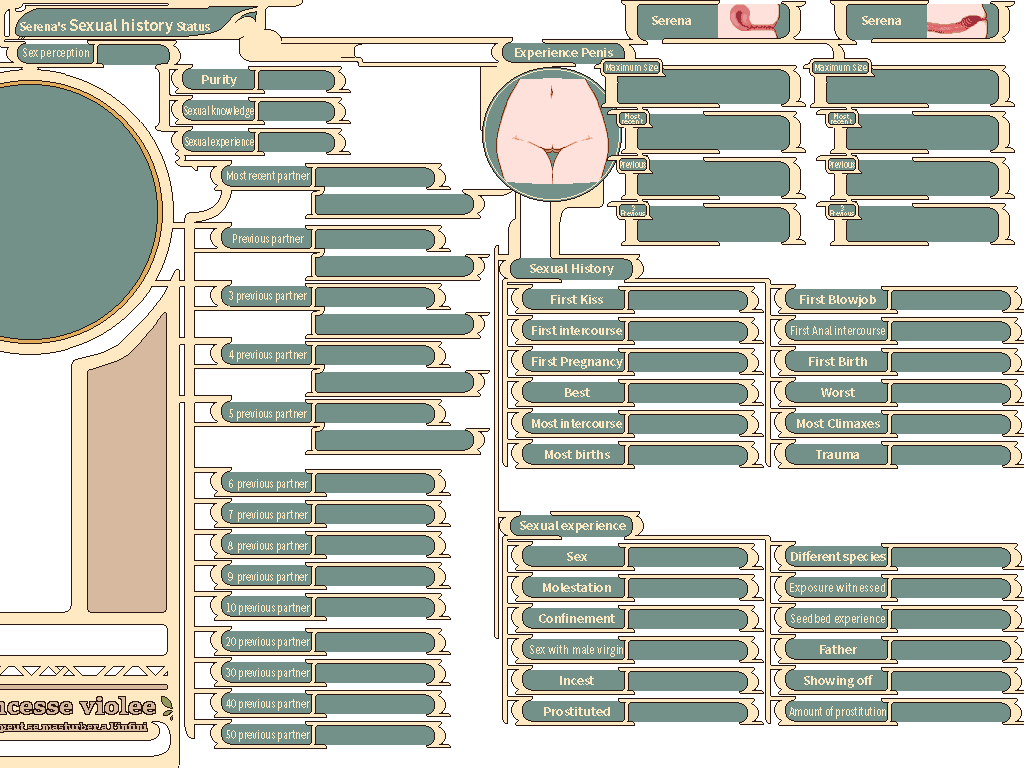 Serena's Sexual history Status
Serena
Serena
Sex perception
Experience Penis
Purity
Maximum Size
Maximum Size
Sexual knowledge
Most recent
Most recent
Sexual experience
Previous
Previous
Most recent partner
3 Previous
3 Previous
Previous partner
3 previous partner
4 previous partner
5 previous partner
6 previous partner
7 previous partner
8 previous partner
9 previous partner
10 previous partner
20 previous partner
30 previous partner
40 previous partner
50 previous partner
Sexual History
First Kiss
First Blowjob
First intercourse
First Anal intercourse
First Pregnancy
First Birth
Best
Worst
Most intercourse
Most Climaxes
Most births
Trauma
Sexual experience
Sex
Different species
Molestation
Exposure witnessed
Confinement
Seedbed experience
Sex with male virgin
Father
Incest
Showing off
Prostituted
Amount of prostitution
ncesse violee
peut se masturber a l'infini